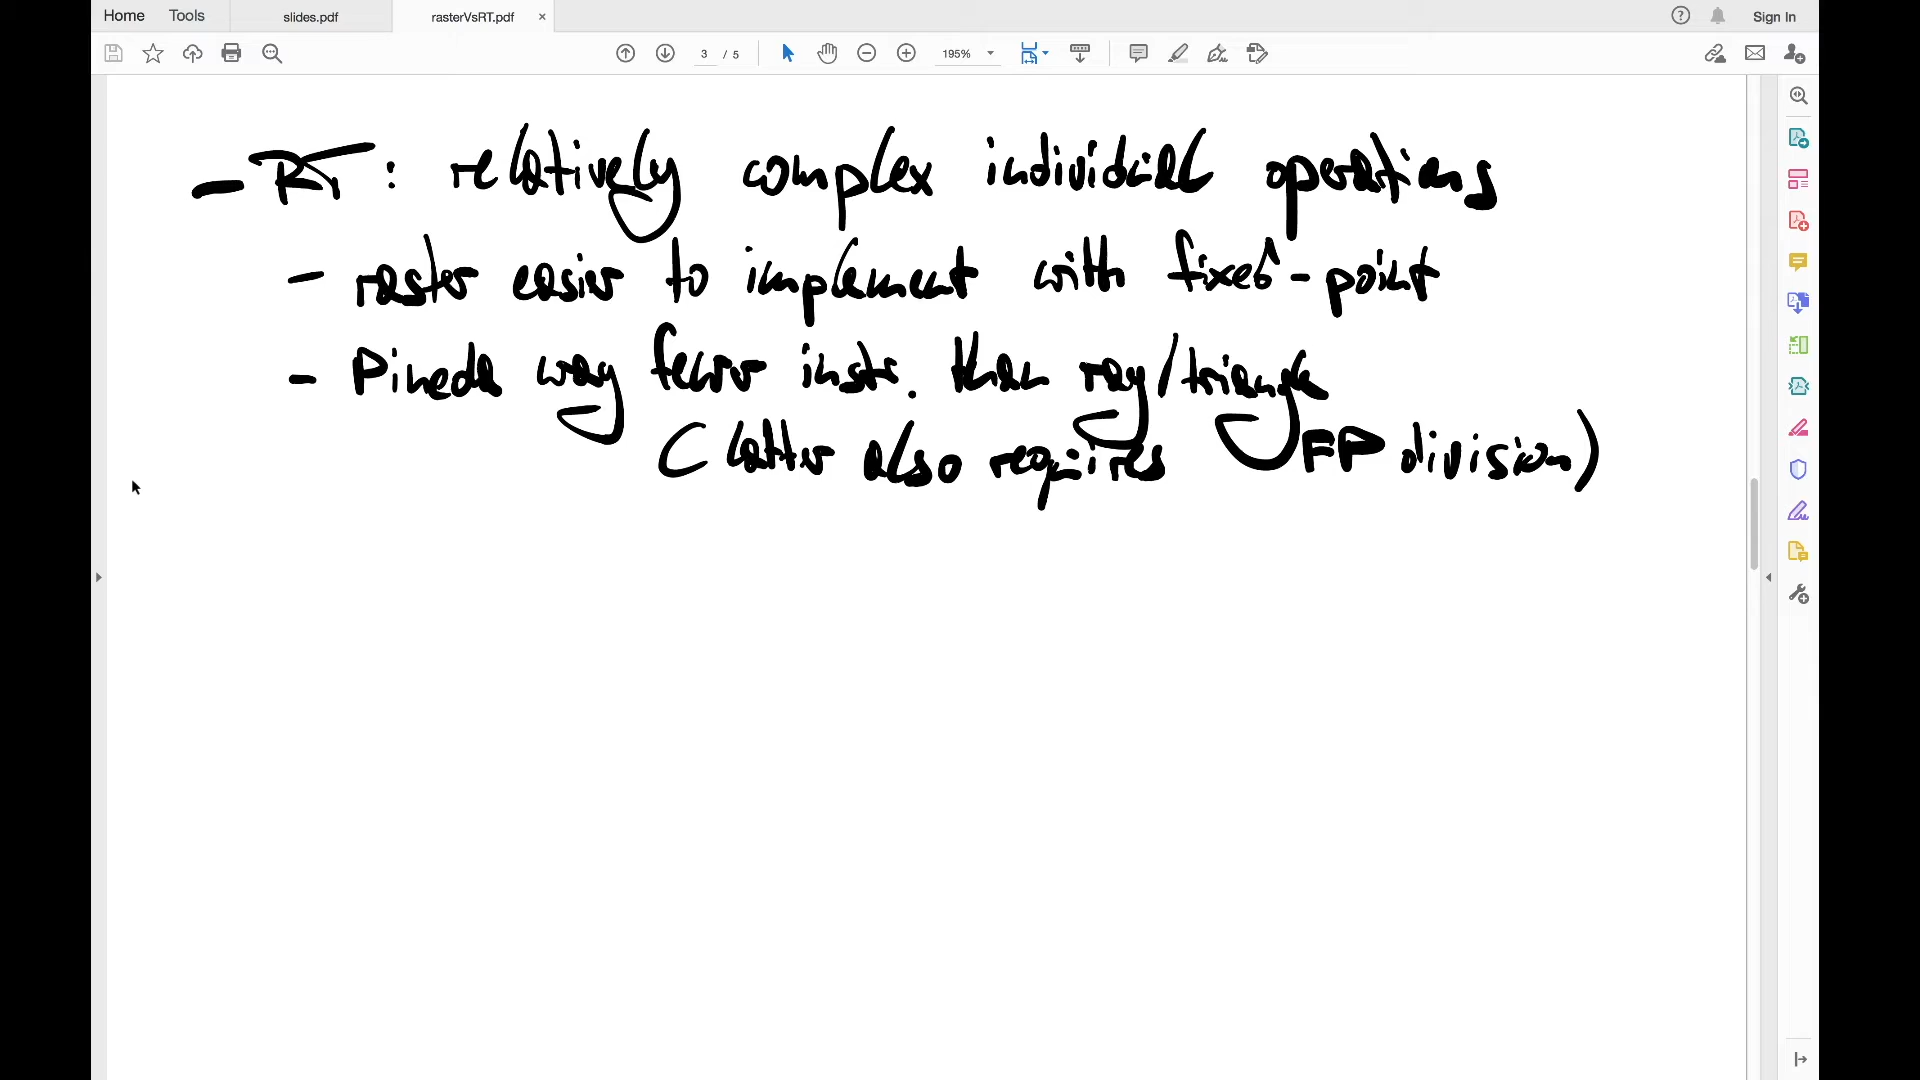 Home Tools slides.pdf rasterVsRT.pdf × Sign In
3 / 5 195%
- RT : relatively complex individual operations
- raster easier to implement with fixed-point
- Pineda way fewer instr. than ray/triangle
(latter also requires FP division)